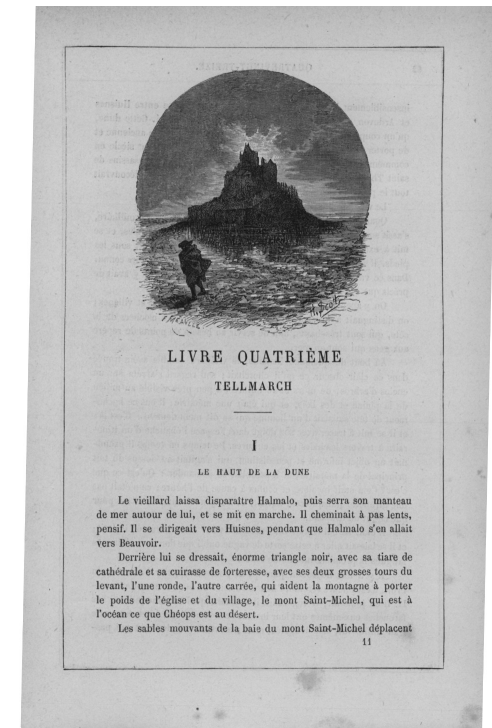 H. Scott
F. MÉAULLE
LIVRE QUATRIÈME
TELLMARCH
I
LE HAUT DE LA DUNE
Le vieillard laissa disparaître Halmalo, puis serra son manteau
de mer autour de lui, et se mit en marche. Il cheminait à pas lents,
pensif. Il se dirigeait vers Huisnes, pendant que Halmalo s'en allait
vers Beauvoir.
Derrière lui se dressait, énorme triangle noir, avec sa tiare de
cathédrale et sa cuirasse de forteresse, avec ses deux grosses tours du
levant, l'une ronde, l'autre carrée, qui aident la montagne à porter
le poids de l'église et du village, le mont Saint-Michel, qui est à
l'océan ce que Chéops est au désert.
Les sables mouvants de la baie du mont Saint-Michel déplacent
11